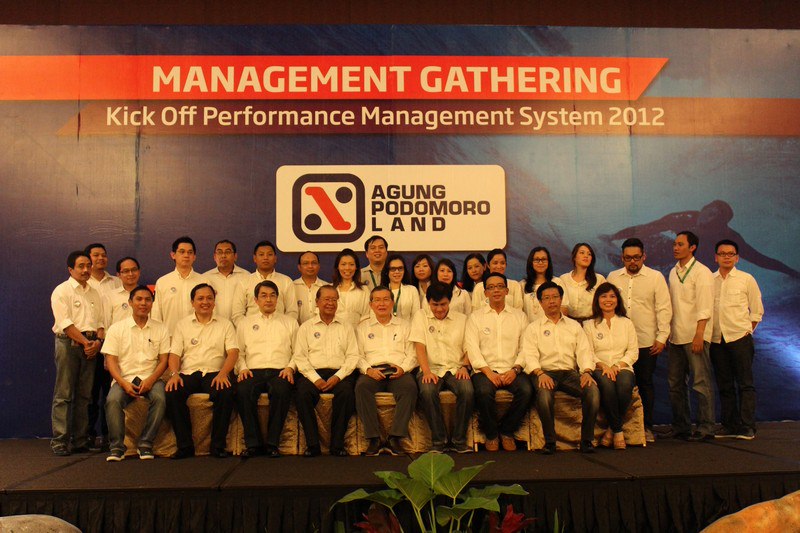 MANAGEMENT GATHERING
Kick Off Performance Management System 2012
AGUNG
PODOMORO
LAND